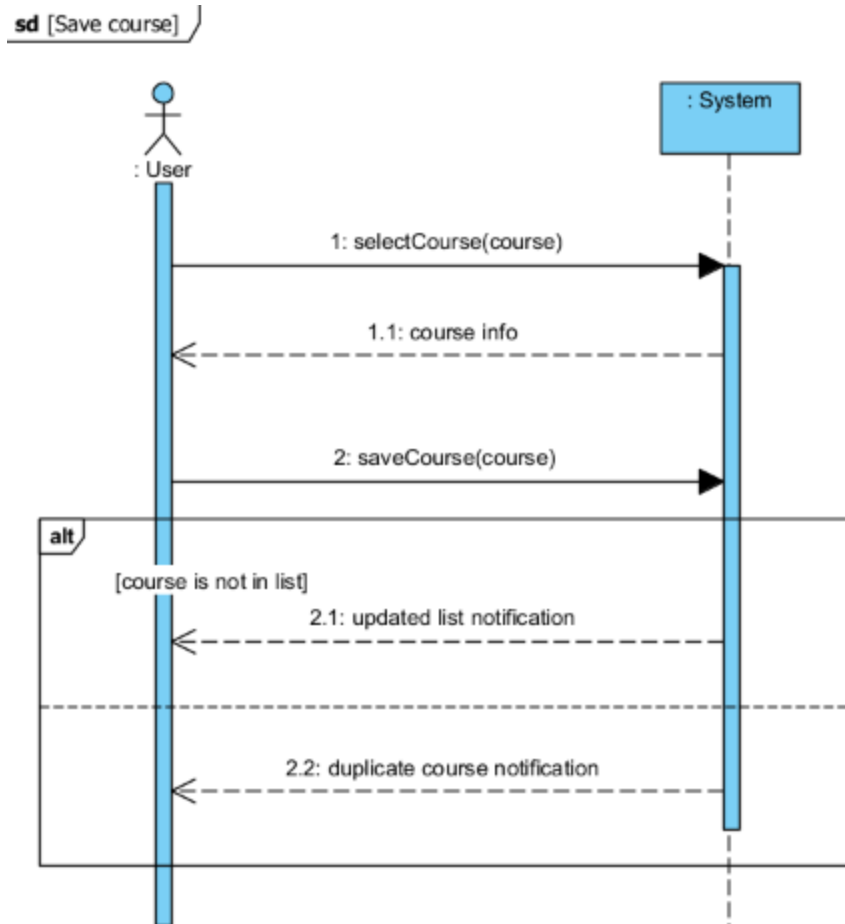 sd [Save course]
: User
: System
1: selectCourse(course)
1.1: course info
2: saveCourse(course)
alt
[course is not in list]
2.1: updated list notification
2.2: duplicate course notification